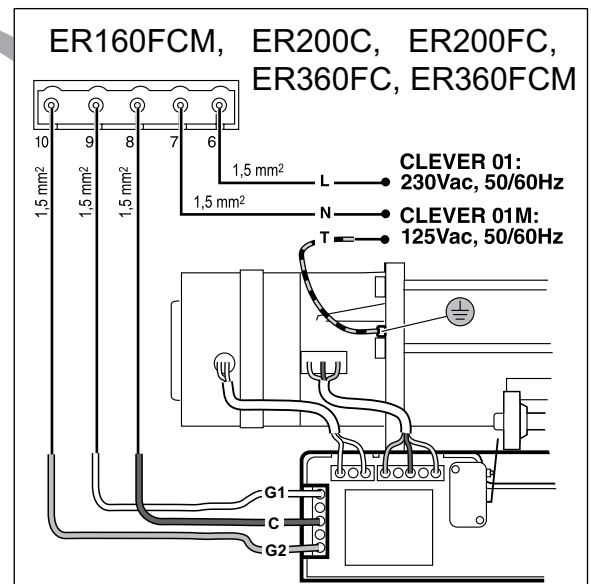 ER160FCM, ER200C, ER200FC,
ER360FC, ER360FCM
10 9 8 7 6
1,5 mm²
1,5 mm²
1,5 mm²
1,5 mm²
1,5 mm²
L
CLEVER 01:
230Vac, 50/60Hz
N
CLEVER 01M:
T
125Vac, 50/60Hz
G1
C
G2